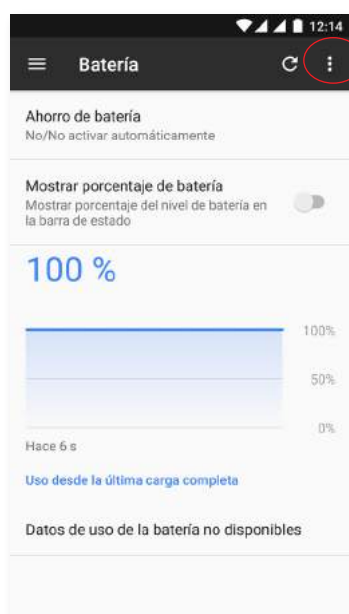 12:14
Batería
Ahorro de batería
No/No activar automáticamente
Mostrar porcentaje de batería
Mostrar porcentaje del nivel de batería en
la barra de estado
100 %
100%
50%
0%
Hace 6 s
Uso desde la última carga completa
Datos de uso de la batería no disponibles